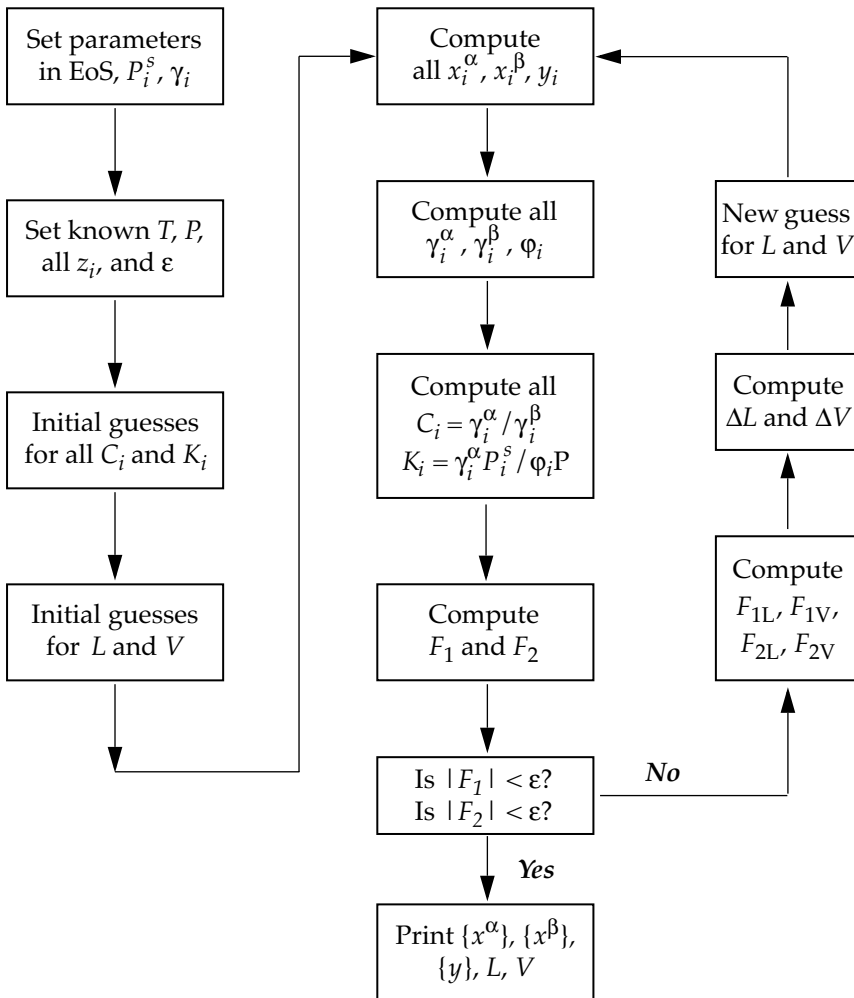 Set parameters
in EoS, P_i^s, γ_i
Set known T, P,
all z_i, and ε
Initial guesses
for all C_i and K_i
Initial guesses
for L and V
Compute
all x_i^α, x_i^β, y_i
Compute all
γ_i^α, γ_i^β, φ_i
Compute all
C_i = γ_i^α/γ_i^β
K_i = γ_i^α P_i^s/φ_i P
Compute
F_1 and F_2
Is |F_1| < ε?
Is |F_2| < ε?
No
Yes
Print {x^α}, {x^β},
{y}, L, V
Compute
F_1L, F_1V,
F_2L, F_2V
Compute
ΔL and ΔV
New guess
for L and V